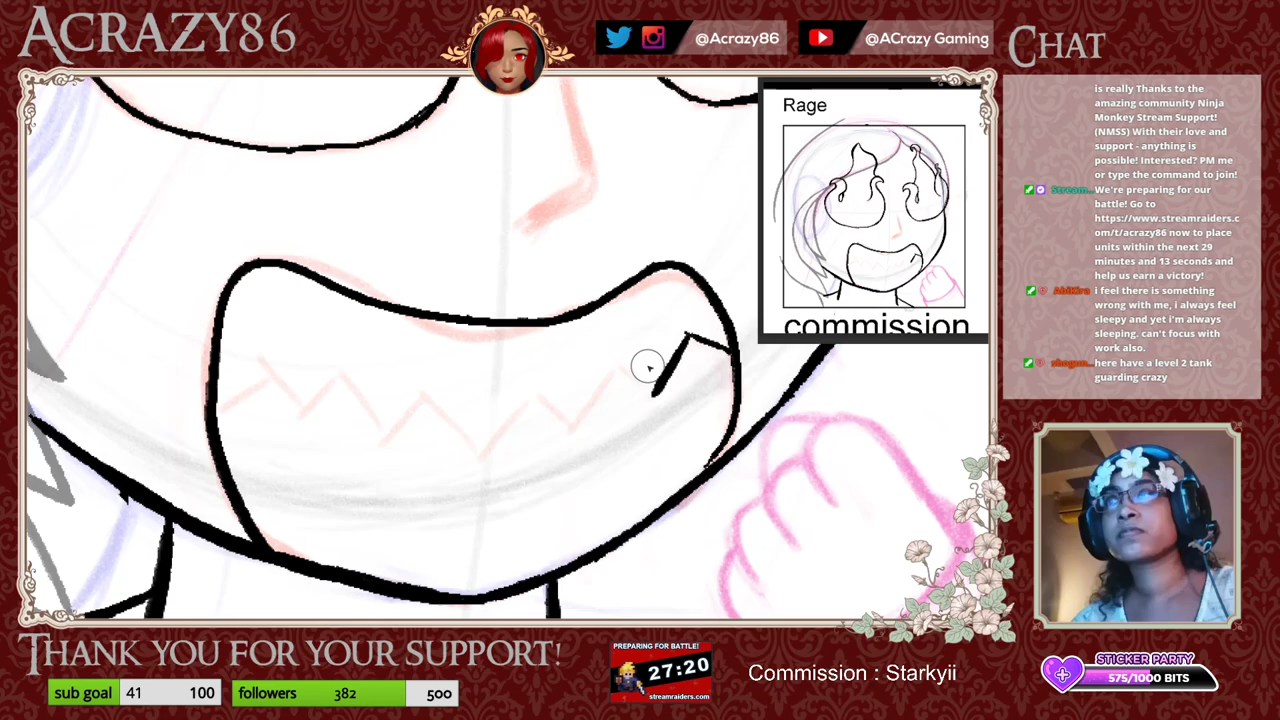 ACRAZY86
@Acrazy86
@ACrazy Gaming
CHAT
Rage
commission
is really Thanks to the
amazing community Ninja
Monkey Stream Support!
(NMSS) With their love and
support - anything is
possible! Interested? PM me
or type the command to join!
Stream... We're preparing for our
battle! Go to
https://www.streamraiders.c
om/t/acrazy86 now to place
units within the next 29
minutes and 13 seconds and
help us earn a victory!
AbiKira i feel there is something
wrong with me, i always feel
sleepy and yet i'm always
sleeping. can't focus with
work also.
shogun... here have a level 2 tank
guarding crazy
THANK YOU FOR YOUR SUPPORT!
sub goal 41 100
followers 382 500
PREPARING FOR BATTLE!
27:20
streamraiders.com
Commission : Starkyii
STICKER PARTY
575/1000 BITS